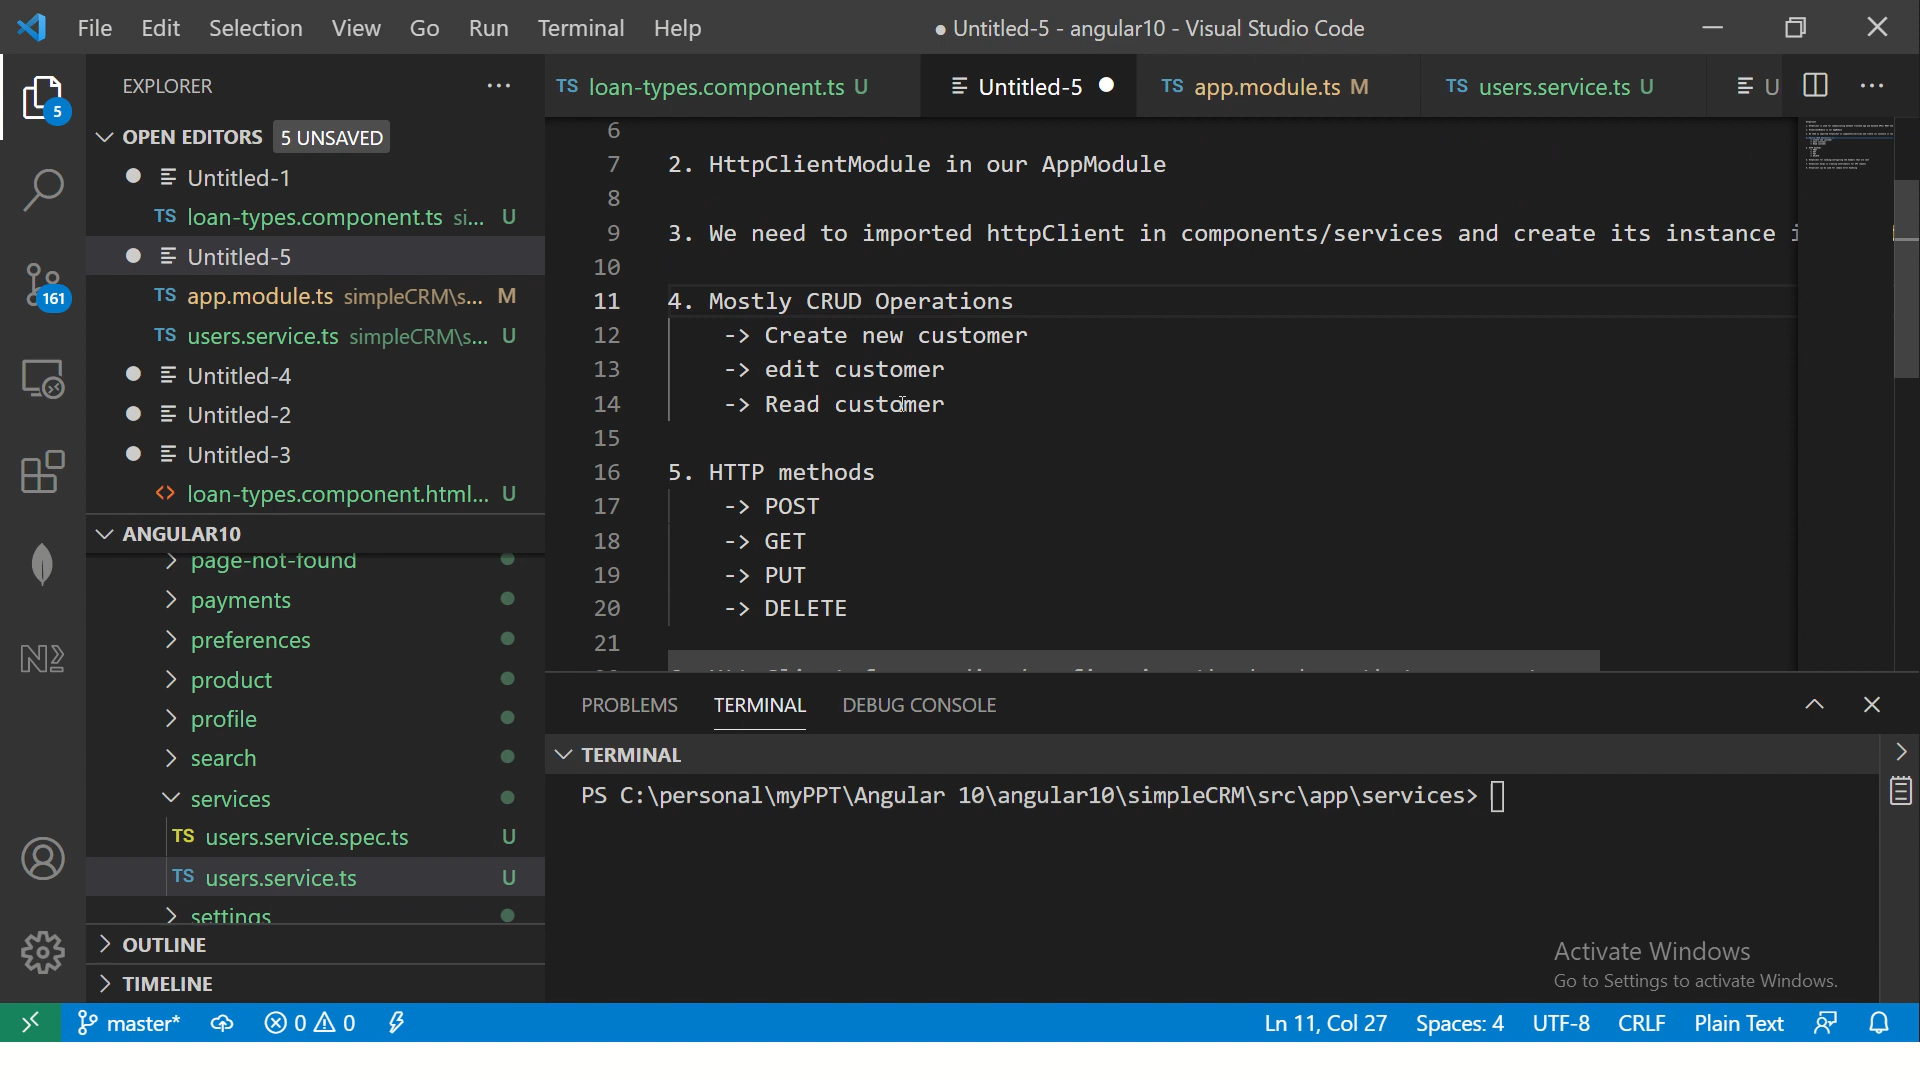 File Edit Selection View Go Run Terminal Help
● Untitled-5 - angular10 - Visual Studio Code
EXPLORER
TS loan-types.component.ts U
Untitled-5
TS app.module.ts M
TS users.service.ts U
U
5
OPEN EDITORS 5 UNSAVED
Untitled-1
TS loan-types.component.ts si... U
Untitled-5
161
TS app.module.ts simpleCRM\s... M
TS users.service.ts simpleCRM\s... U
Untitled-4
Untitled-2
Untitled-3
<> loan-types.component.html... U
ANGULAR10
page-not-found
payments
preferences
product
profile
search
services
TS users.service.spec.ts U
TS users.service.ts U
settings
OUTLINE
TIMELINE
6
7 2. HttpClientModule in our AppModule
8
9 3. We need to imported httpClient in components/services and create its instance i
10
11 4. Mostly CRUD Operations
12 -> Create new customer
13 -> edit customer
14 -> Read customer
15
16 5. HTTP methods
17 -> POST
18 -> GET
19 -> PUT
20 -> DELETE
21
PROBLEMS TERMINAL DEBUG CONSOLE
TERMINAL
PS C:\personal\myPPT\Angular 10\angular10\simpleCRM\src\app\services>
Activate Windows
Go to Settings to activate Windows.
master* 0 0
Ln 11, Col 27 Spaces: 4 UTF-8 CRLF Plain Text